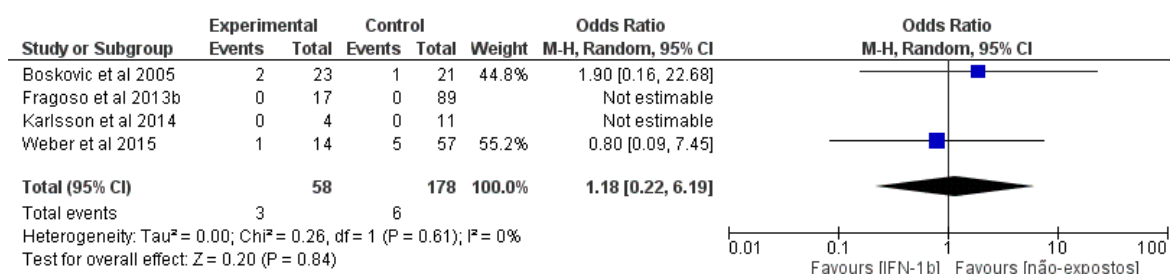 Experimental Control Odds Ratio Odds Ratio
Study or Subgroup Events Total Events Total Weight M-H, Random, 95% CI M-H, Random, 95% CI
Boskovic et al 2005 2 23 1 21 44.8% 1.90 [0.16, 22.68]
Fragoso et al 2013b 0 17 0 89 Not estimable
Karlsson et al 2014 0 4 0 11 Not estimable
Weber et al 2015 1 14 5 57 55.2% 0.80 [0.09, 7.45]
Total (95% CI) 58 178 100.0% 1.18 [0.22, 6.19]
Total events 3 6
Heterogeneity: Tau² = 0.00; Chi² = 0.26, df = 1 (P = 0.61); I² = 0%
Test for overall effect: Z = 0.20 (P = 0.84)
0.01 0.1 1 10 100
Favours [IFN-1b] Favours [não-expostos]